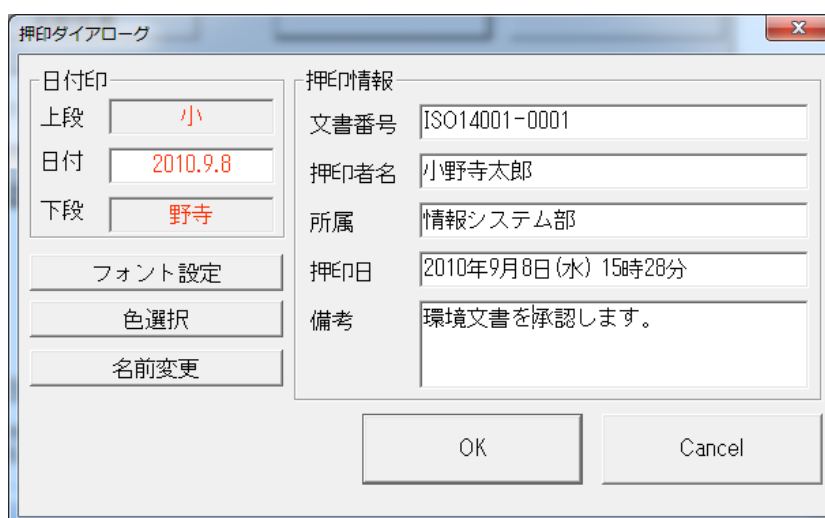 押印ダイアローグ
日付印
上段 小
日付 2010.9.8
下段 野寺
フォント設定
色選択
名前変更
押印情報
文書番号 ISO14001-0001
押印者名 小野寺太郎
所属 情報システム部
押印日 2010年9月8日(水) 15時28分
備考 環境文書を承認します。
OK Cancel